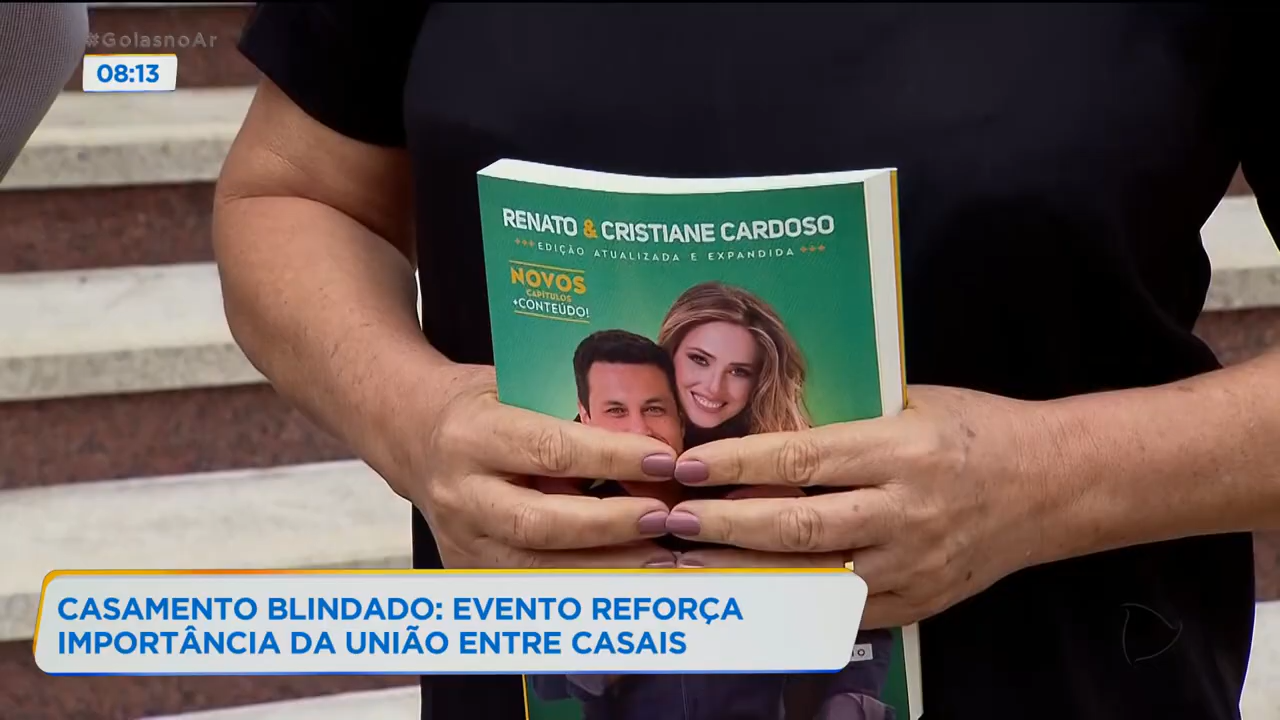 #GoiasnoAr
08:13
RENATO & CRISTIANE CARDOSO
EDIÇÃO ATUALIZADA E EXPANDIDA
NOVOS
CAPÍTULOS
+CONTEÚDO!
CASAMENTO BLINDADO: EVENTO REFORÇA
IMPORTÂNCIA DA UNIÃO ENTRE CASAIS